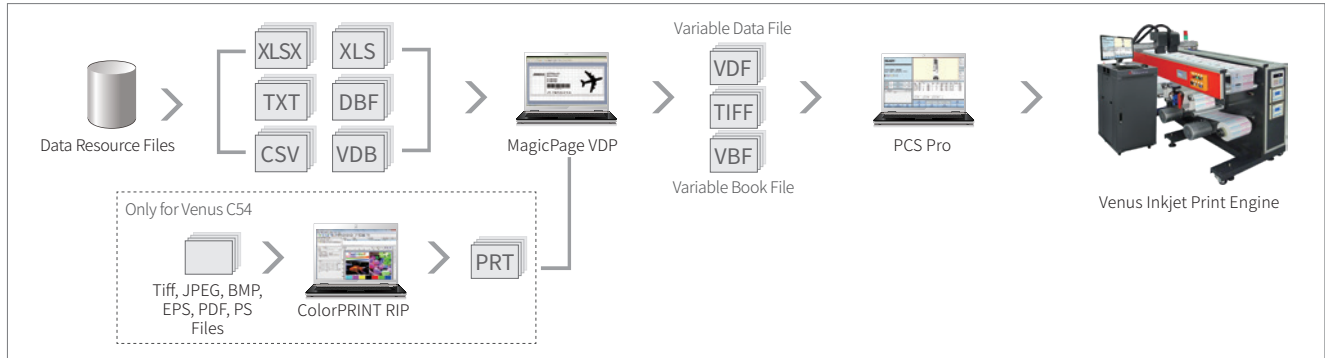 Data Resource Files
XLSX
XLS
TXT
DBF
CSV
VDB
MagicPage VDP
Variable Data File
VDF
TIFF
VBF
Variable Book File
PCS Pro
Venus Inkjet Print Engine
Only for Venus C54
Tiff, JPEG, BMP,
EPS, PDF, PS
Files
ColorPRINT RIP
PRT